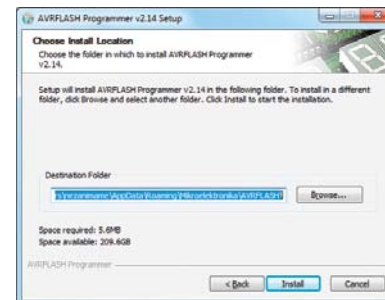 AVRFLASH Programmer v2.14 Setup
Choose Install Location
Choose the folder in which to install AVRFLASH Programmer
v2.14.
Setup will install AVRFLASH Programmer v2.14 in the following folder. To install in a different
folder, click Browse and select another folder. Click Install to start the installation.
Destination Folder
\AppData\Roaming\Mikroelektronika\AVRFLASH\
Browse...
Space required: 5.6MB
Space available: 209.6GB
AVRFLASH Programmer
< Back
Install
Cancel